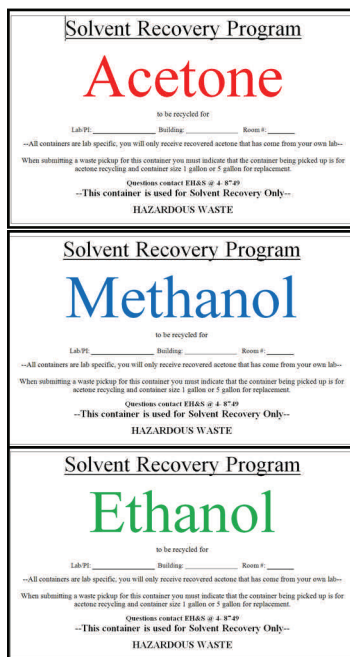 Solvent Recovery Program
Acetone
to be recycled for
Lab/PI: Building: Room #:
--All containers are lab specific, you will only receive recovered acetone that has come from your own lab--
When submitting a waste pickup for this container you must indicate that the container being picked up is for
acetone recycling and container size 1 gallon or 5 gallon for replacement.
Questions contact EH&S @ 4- 8749
--This container is used for Solvent Recovery Only--
HAZARDOUS WASTE
Solvent Recovery Program
Methanol
to be recycled for
Lab/PI: Building: Room #:
--All containers are lab specific, you will only receive recovered acetone that has come from your own lab--
When submitting a waste pickup for this container you must indicate that the container being picked up is for
acetone recycling and container size 1 gallon or 5 gallon for replacement.
Questions contact EH&S @ 4- 8749
--This container is used for Solvent Recovery Only--
HAZARDOUS WASTE
Solvent Recovery Program
Ethanol
to be recycled for
Lab/PI: Building: Room #:
--All containers are lab specific, you will only receive recovered acetone that has come from your own lab--
When submitting a waste pickup for this container you must indicate that the container being picked up is for
acetone recycling and container size 1 gallon or 5 gallon for replacement.
Questions contact EH&S @ 4- 8749
--This container is used for Solvent Recovery Only--
HAZARDOUS WASTE